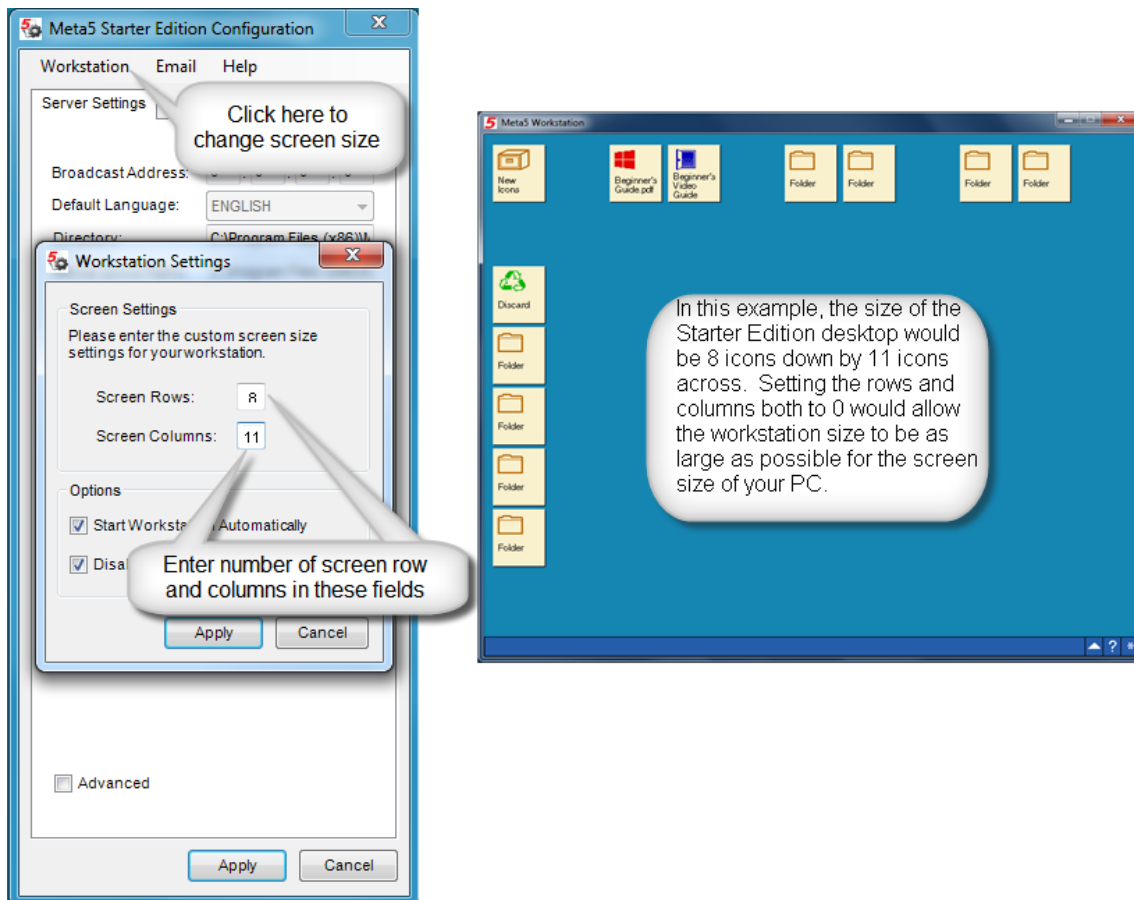 Meta5 Starter Edition Configuration
X
Workstation Email Help
Server Settings
Click here to
change screen size
Broadcast Address:
Default Language: ENGLISH
Directory: C:\Program Files (x86)\
Workstation Settings
X
Screen Settings
Please enter the custom screen size
settings for yourworkstation.
Screen Rows: 8
Screen Columns: 11
Options
Start Automatically
Enter number of screen row
and columns in these fields
Apply Cancel
Advanced
Apply Cancel
5 Meta5 Workstation
New
Icons
Beginner's
Guide.pdf
Beginner's
Video
Guide
Folder
Folder
Folder
Folder
Discard
Folder
Folder
Folder
Folder
In this example, the size of the
Starter Edition desktop would
be 8 icons down by 11 icons
across. Setting the rows and
columns both to 0 would allow
the workstation size to be as
large as possible for the screen
size of your PC.
?